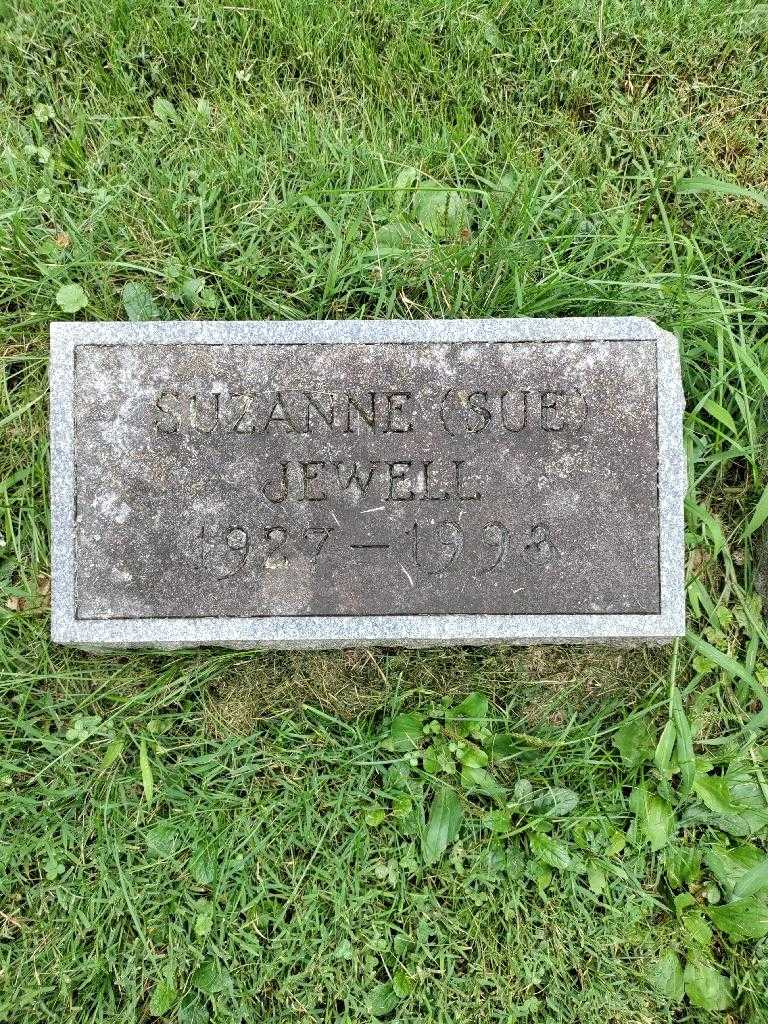 SUZANNE (SUE)
JEWELL
1927-1998